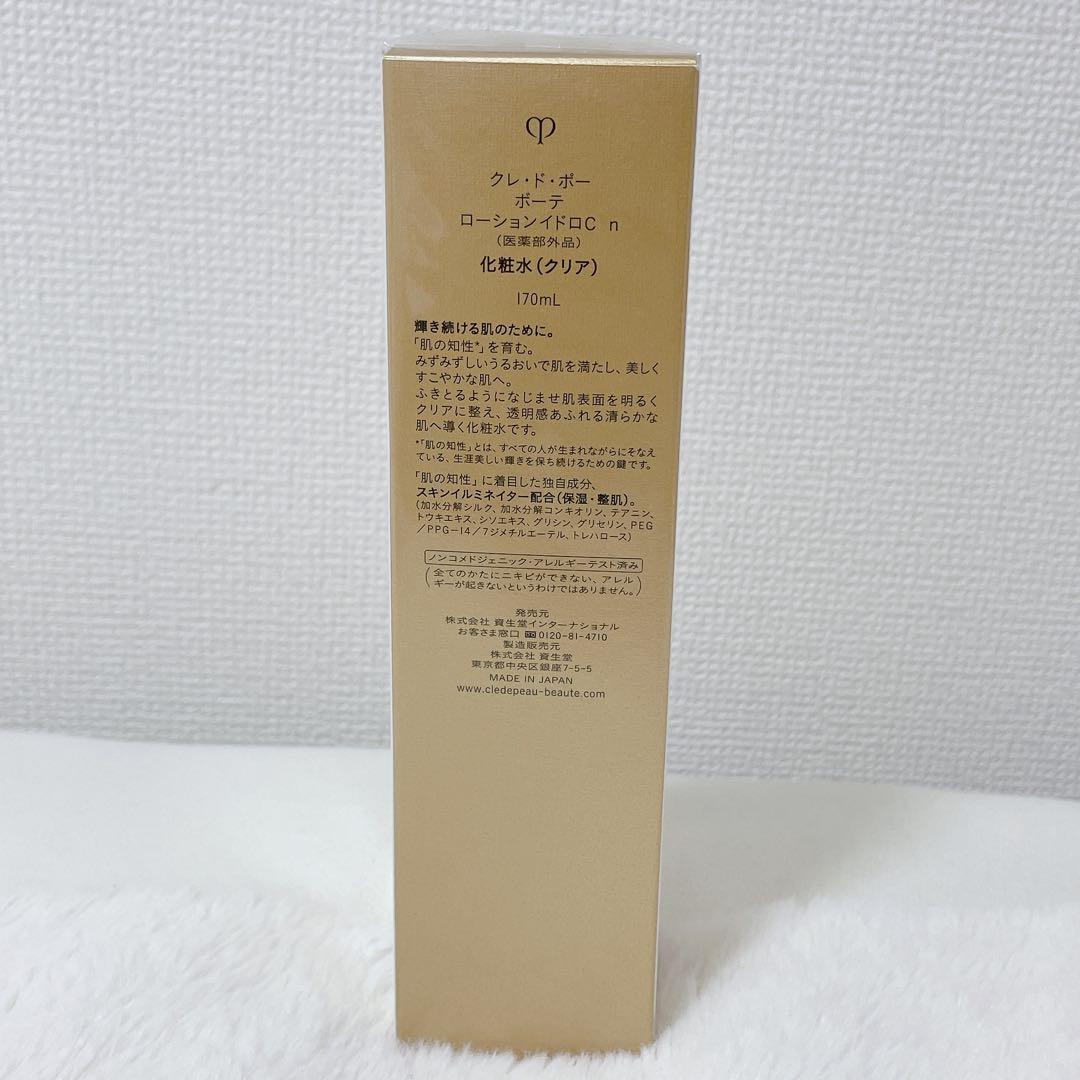 クレ・ド・ポー
ボーテ
ローションイドロC n
(医薬部外品)
化粧水(クリア)
170mL
輝き続ける肌のために。
「肌の知性*」を育む。
みずみずしいうるおいで肌を満たし、美しく
すこやかな肌へ。
ふきとるようになじませ肌表面を明るく
クリアに整え、透明感あふれる清らかな
肌へ導く化粧水です。
*「肌の知性」とは、すべての人が生まれながらにそなえ
ている、生涯美しい輝きを保ち続けるための鍵です。
「肌の知性」に着目した独自成分、
スキンイルミネイター配合(保湿・整肌)。
(加水分解シルク、加水分解コンキオリン、テアニン、
トウキエキス、シソエキス、グリシン、グリセリン、PEG
/PPG-14/7ジメチルエーテル、トレハロース)
ノンコメドジェニック・アレルギーテスト済み
(全てのかたにニキビができない、アレル
ギーが起きないというわけではありません。)
発売元
株式会社 資生堂インターナショナル
お客さま窓口 0120-81-4710
製造販売元
株式会社 資生堂
東京都中央区銀座7-5-5
MADE IN JAPAN
www.cledepeau-beaute.com